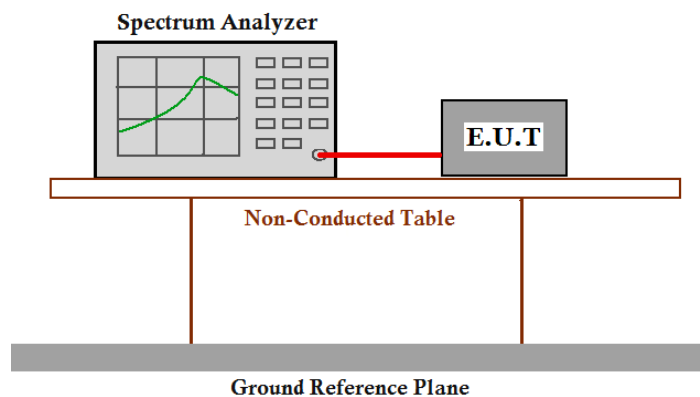 Spectrum Analyzer
E.U.T
Non-Conducted Table
Ground Reference Plane